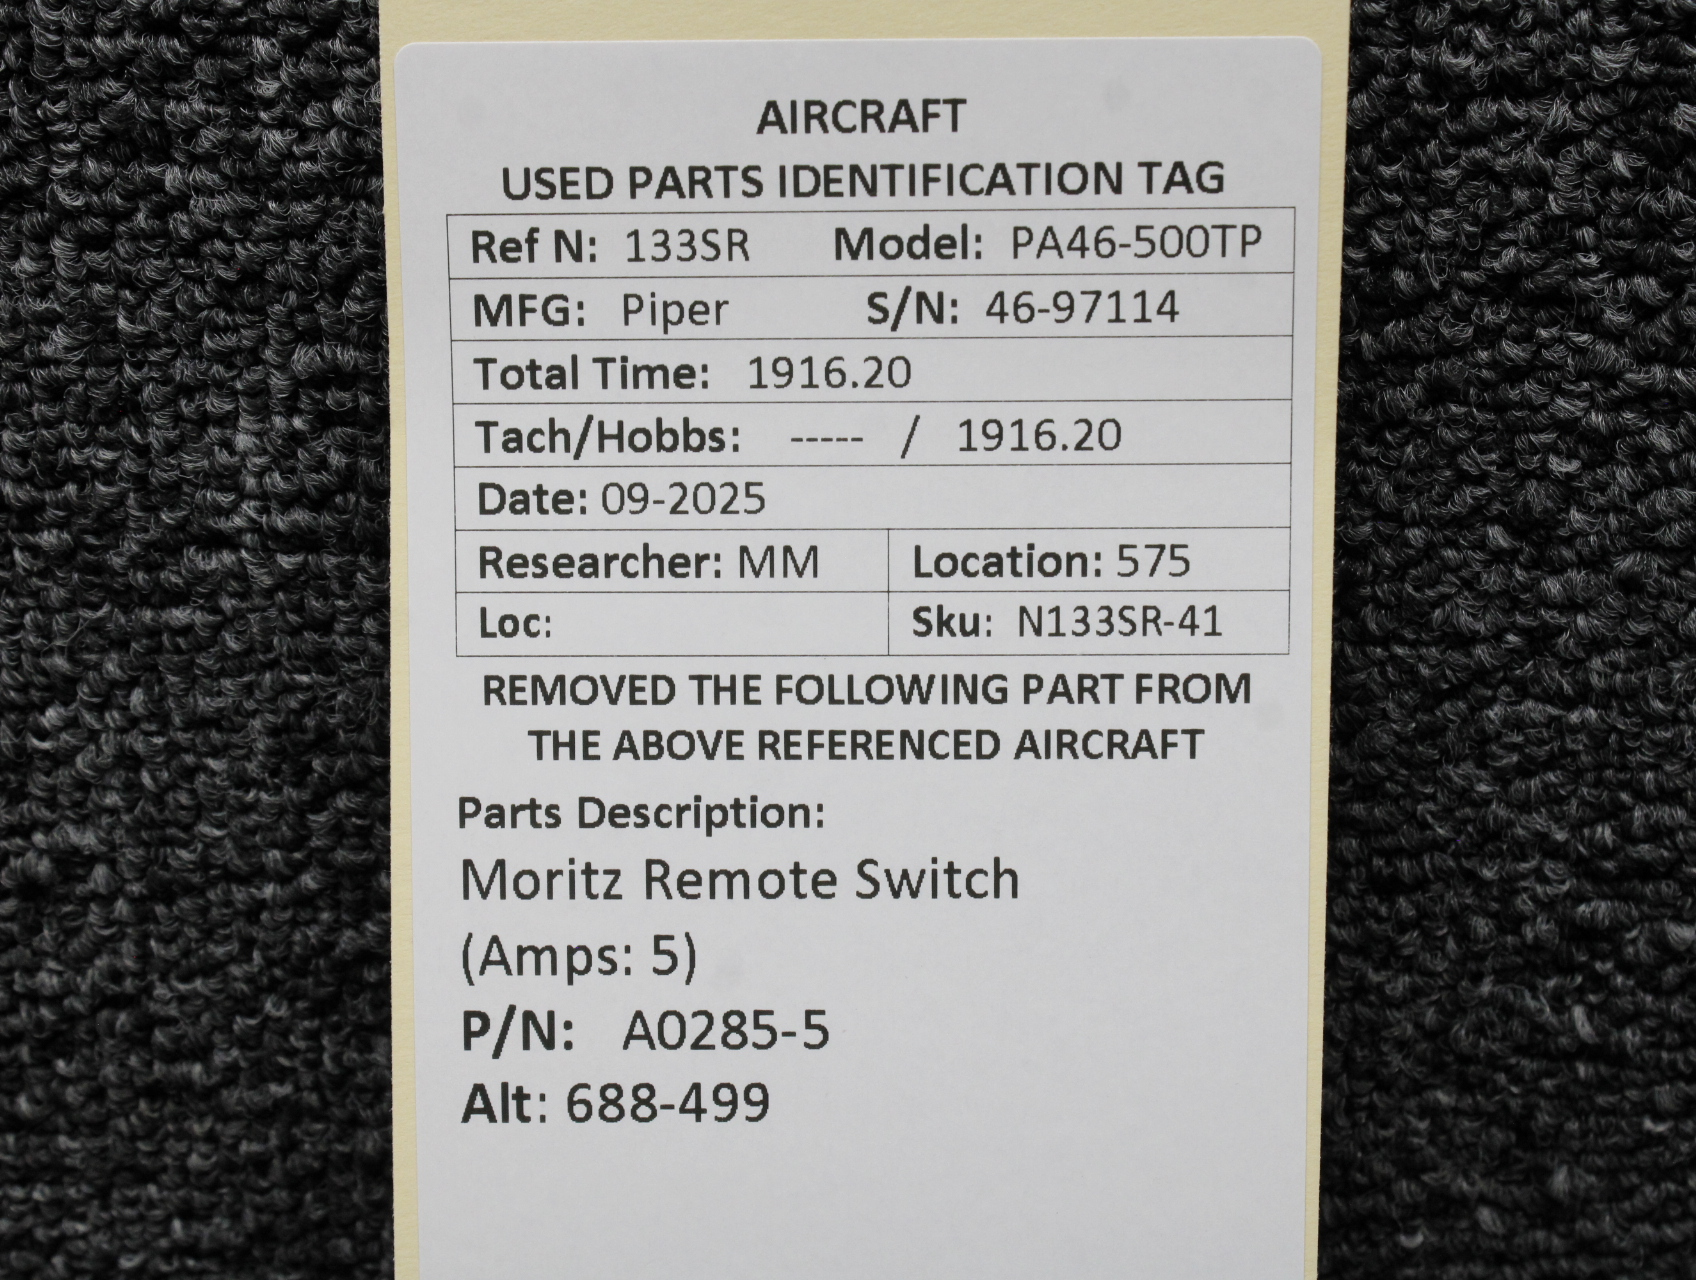 AIRCRAFT
USED PARTS IDENTIFICATION TAG
Ref N: 133SR Model: PA46-500TP
MFG: Piper S/N: 46-97114
Total Time: 1916.20
Tach/Hobbs: ----- / 1916.20
Date: 09-2025
Researcher: MM Location: 575
Loc: Sku: N133SR-41
REMOVED THE FOLLOWING PART FROM
THE ABOVE REFERENCED AIRCRAFT
Parts Description:
Moritz Remote Switch
(Amps: 5)
P/N: A0285-5
Alt: 688-499